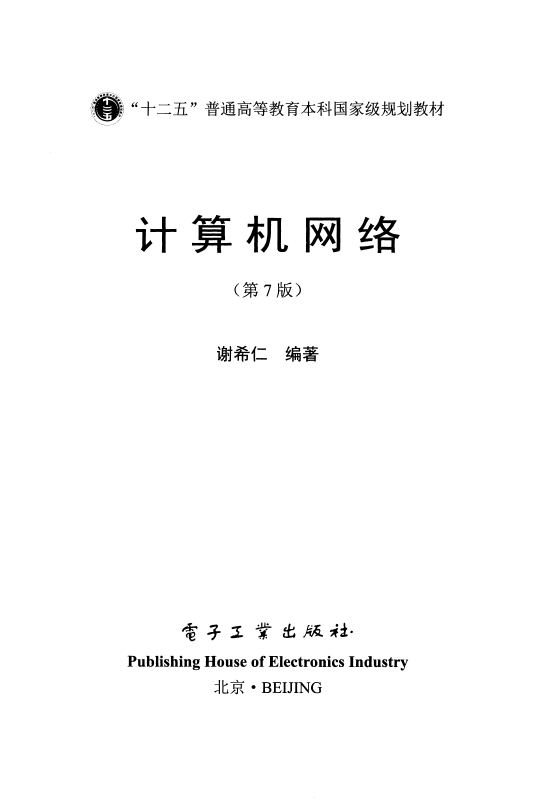 “十二五”普通高等教育本科国家级规划教材
计算机网络
（第 7 版）
谢希仁 编著
電子工業出版社·
Publishing House of Electronics Industry
北京·BEIJING